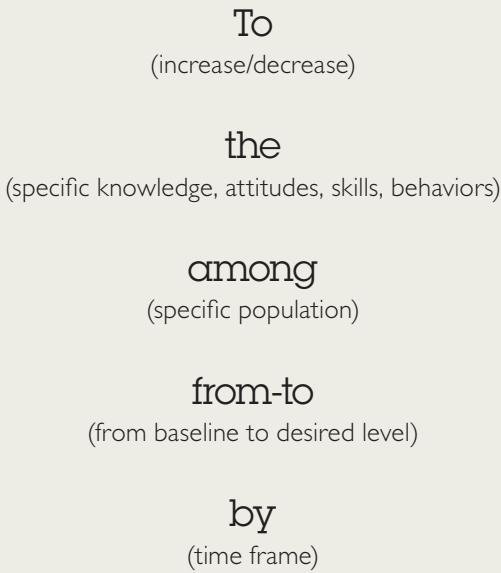 To
(increase/decrease)
the
(specific knowledge, attitudes, skills, behaviors)
among
(specific population)
from-to
(from baseline to desired level)
by
(time frame)